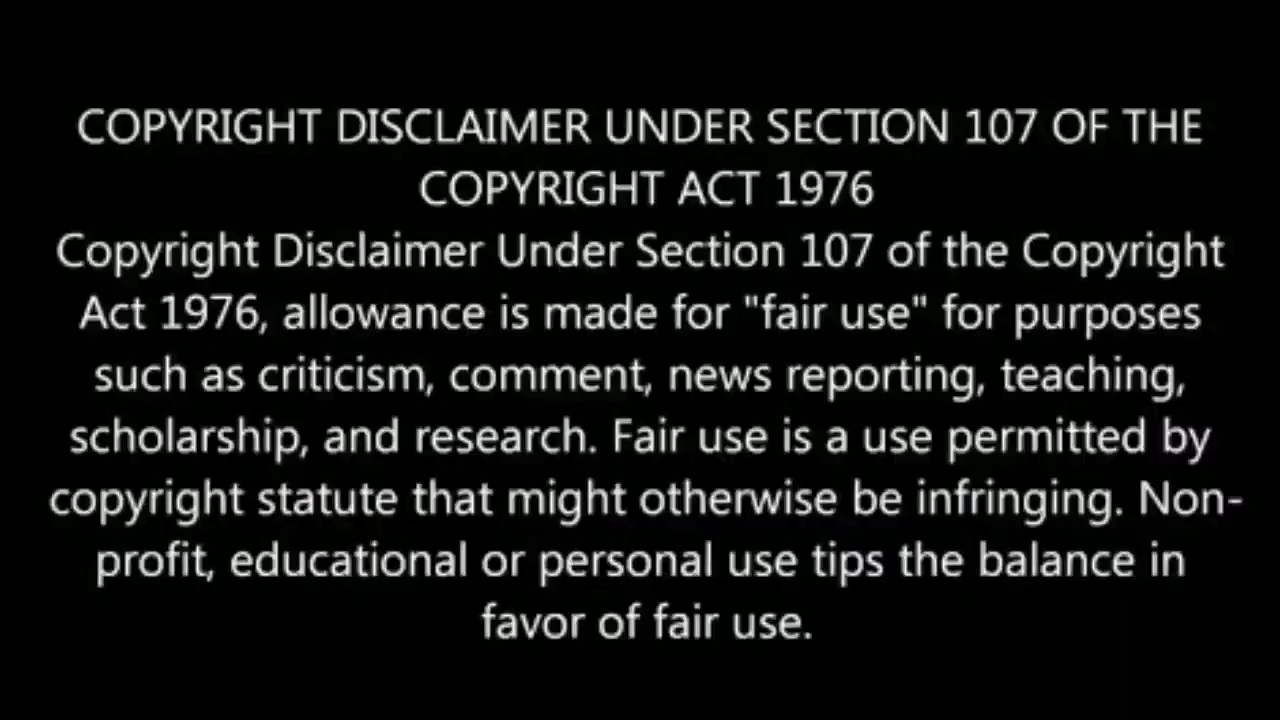 COPYRIGHT DISCLAIMER UNDER SECTION 107 OF THE
COPYRIGHT ACT 1976
Copyright Disclaimer Under Section 107 of the Copyright
Act 1976, allowance is made for "fair use" for purposes
such as criticism, comment, news reporting, teaching,
scholarship, and research. Fair use is a use permitted by
copyright statute that might otherwise be infringing. Non-
profit, educational or personal use tips the balance in
favor of fair use.